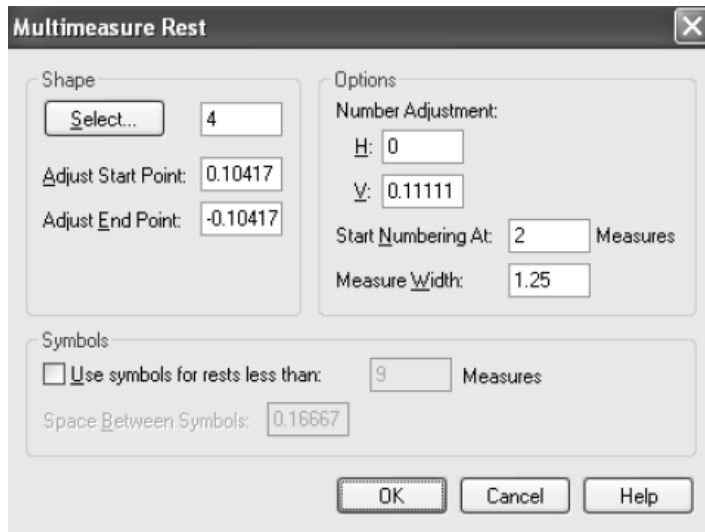 Multimeasure Rest
Shape
Select... 4
Adjust Start Point: 0.10417
Adjust End Point: -0.10417
Options
Number Adjustment:
H: 0
V: 0.11111
Start Numbering At: 2 Measures
Measure Width: 1.25
Symbols
Use symbols for rests less than: 9 Measures
Space Between Symbols: 0.16667
OK Cancel Help